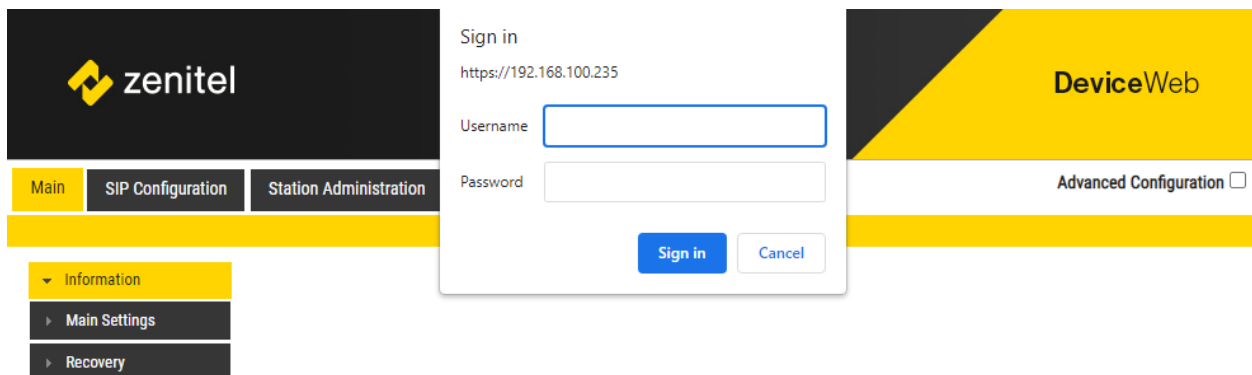 zenitel
DeviceWeb
Sign in
https://192.168.100.235
Username
Password
Sign in Cancel
Main SIP Configuration Station Administration
Advanced Configuration
Information
Main Settings
Recovery